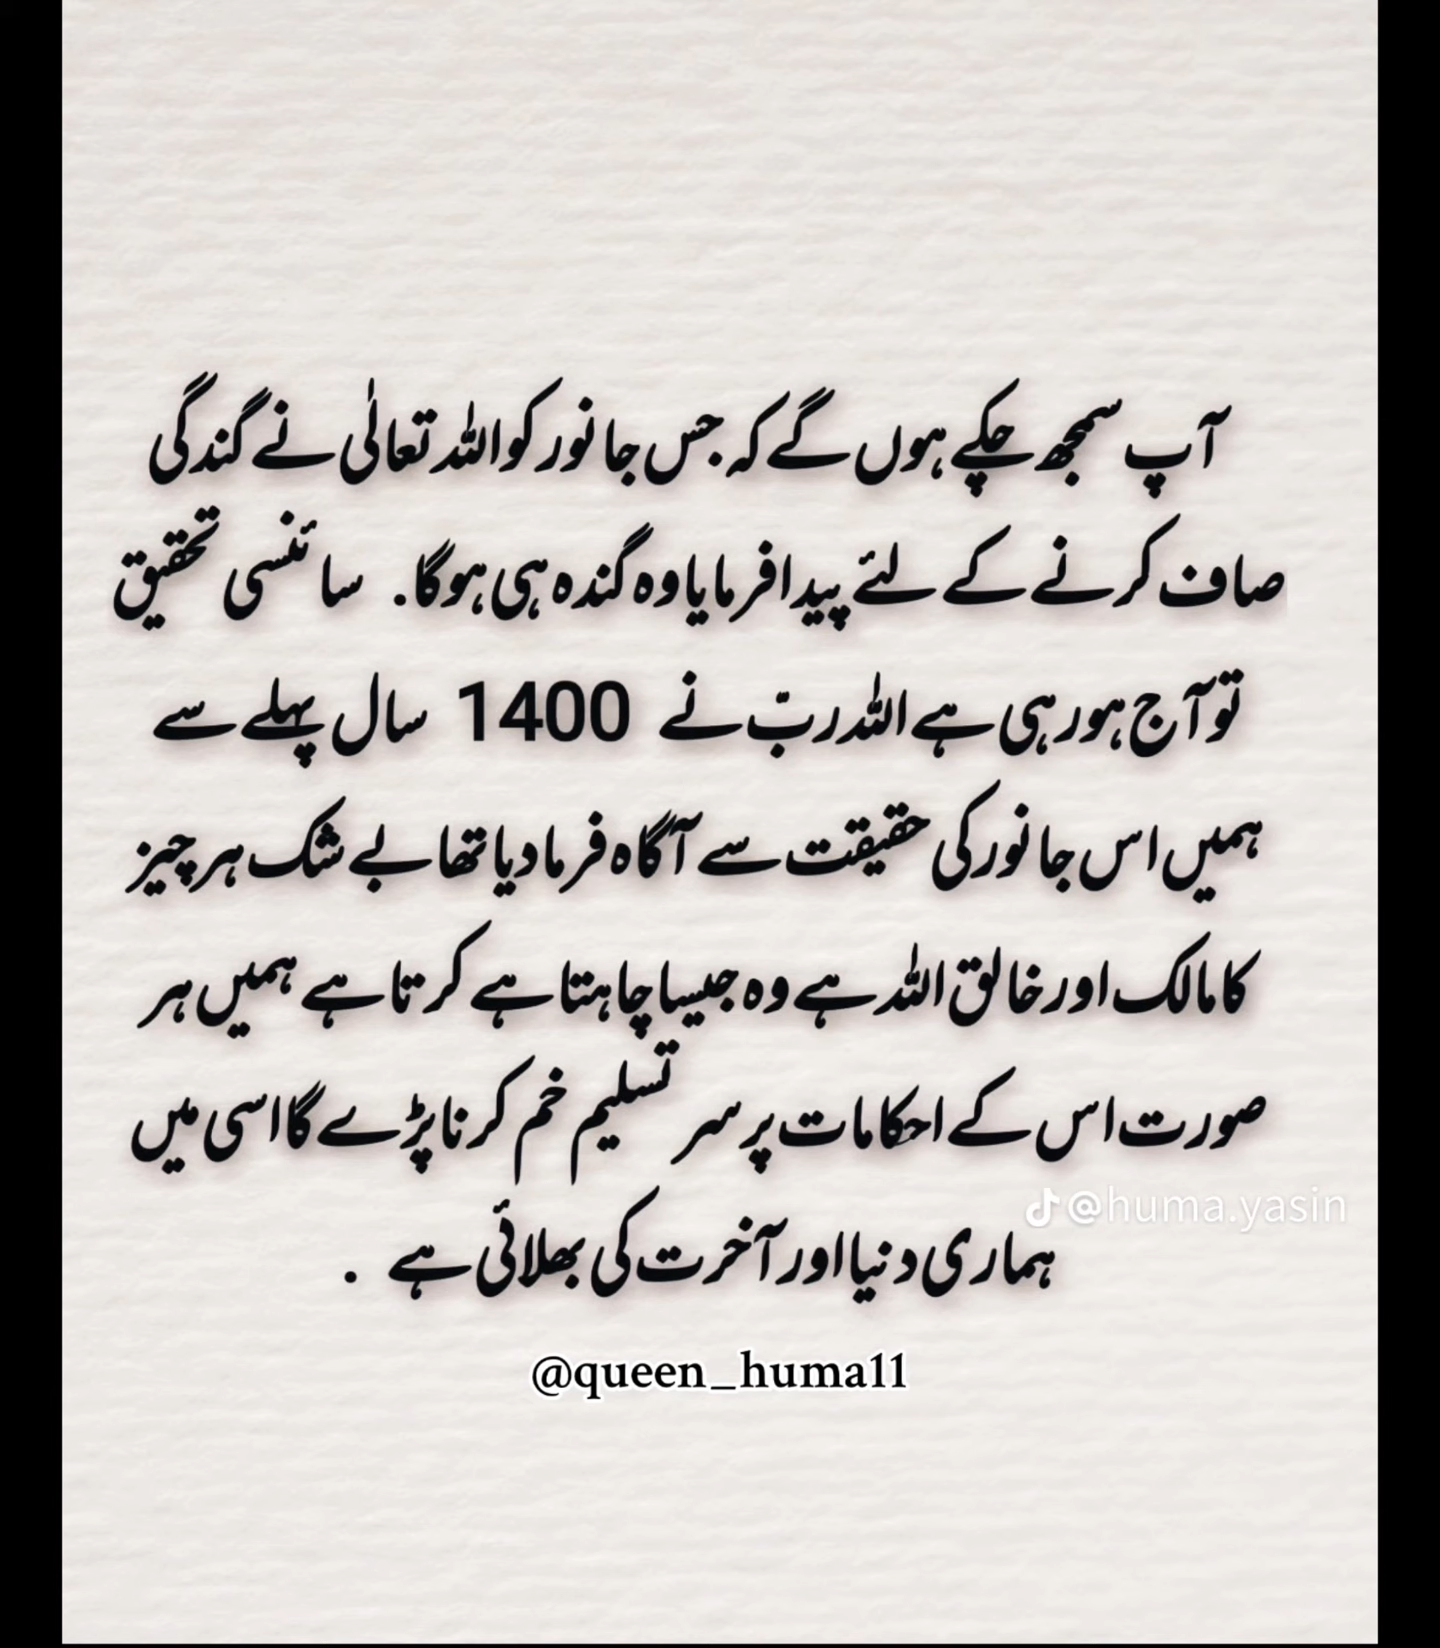 آپ سمجھ چکے ہوں گے کہ جس جانور کو اللہ تعالٰی نے گندگی
صاف کرنے کے لئے پیدا فرمایا وہ گندہ ہی ہوگا. سائنسی تحقیق
تو آج ہو رہی ہے اللہ ربّ نے 1400 سال پہلے سے
ہمیں اس جانور کی حقیقت سے آگاہ فرما دیا تھا بے شک ہر چیز
کا مالک اور خالق اللہ ہے وہ جیسا چاہتا ہے کرتا ہے ہمیں ہر
صورت اس کے احکامات پر سر تسلیم خم کرنا پڑے گا اسی میں
@huma.yasin
ہماری دنیا اور آخرت کی بھلائی ہے .
@queen_huma11